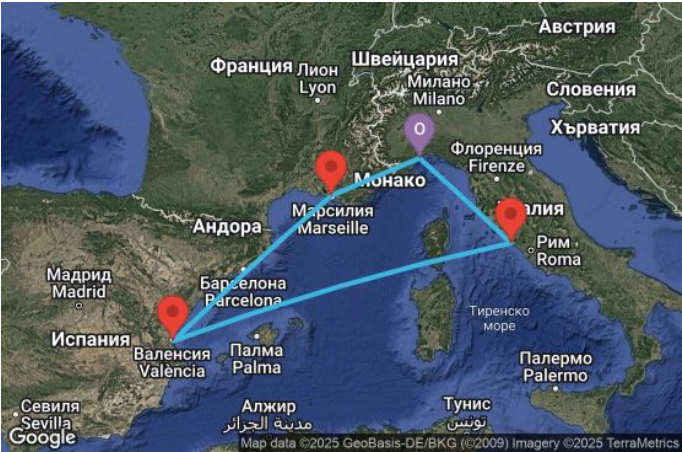 Австрия
Швейцария
Франция
Лион
Lyon
Милано
Milano
Словения
Хърватия
O
Флоренция
Firenze
Монако
Марсилия
Marseille
Андора
Рим
Roma
Мадрид
Madrid
Барселона
Barcelona
Тиренско
море
Испания
Валенсия
València
Палма
Palma
Палермо
Palermo
Севиля
Sevilla
Алжир
مدينة الجزائر
Тунис
تونس
Google
Map data ©2025 GeoBasis-DE/BKG (©2009) Imagery ©2025 TerraMetrics